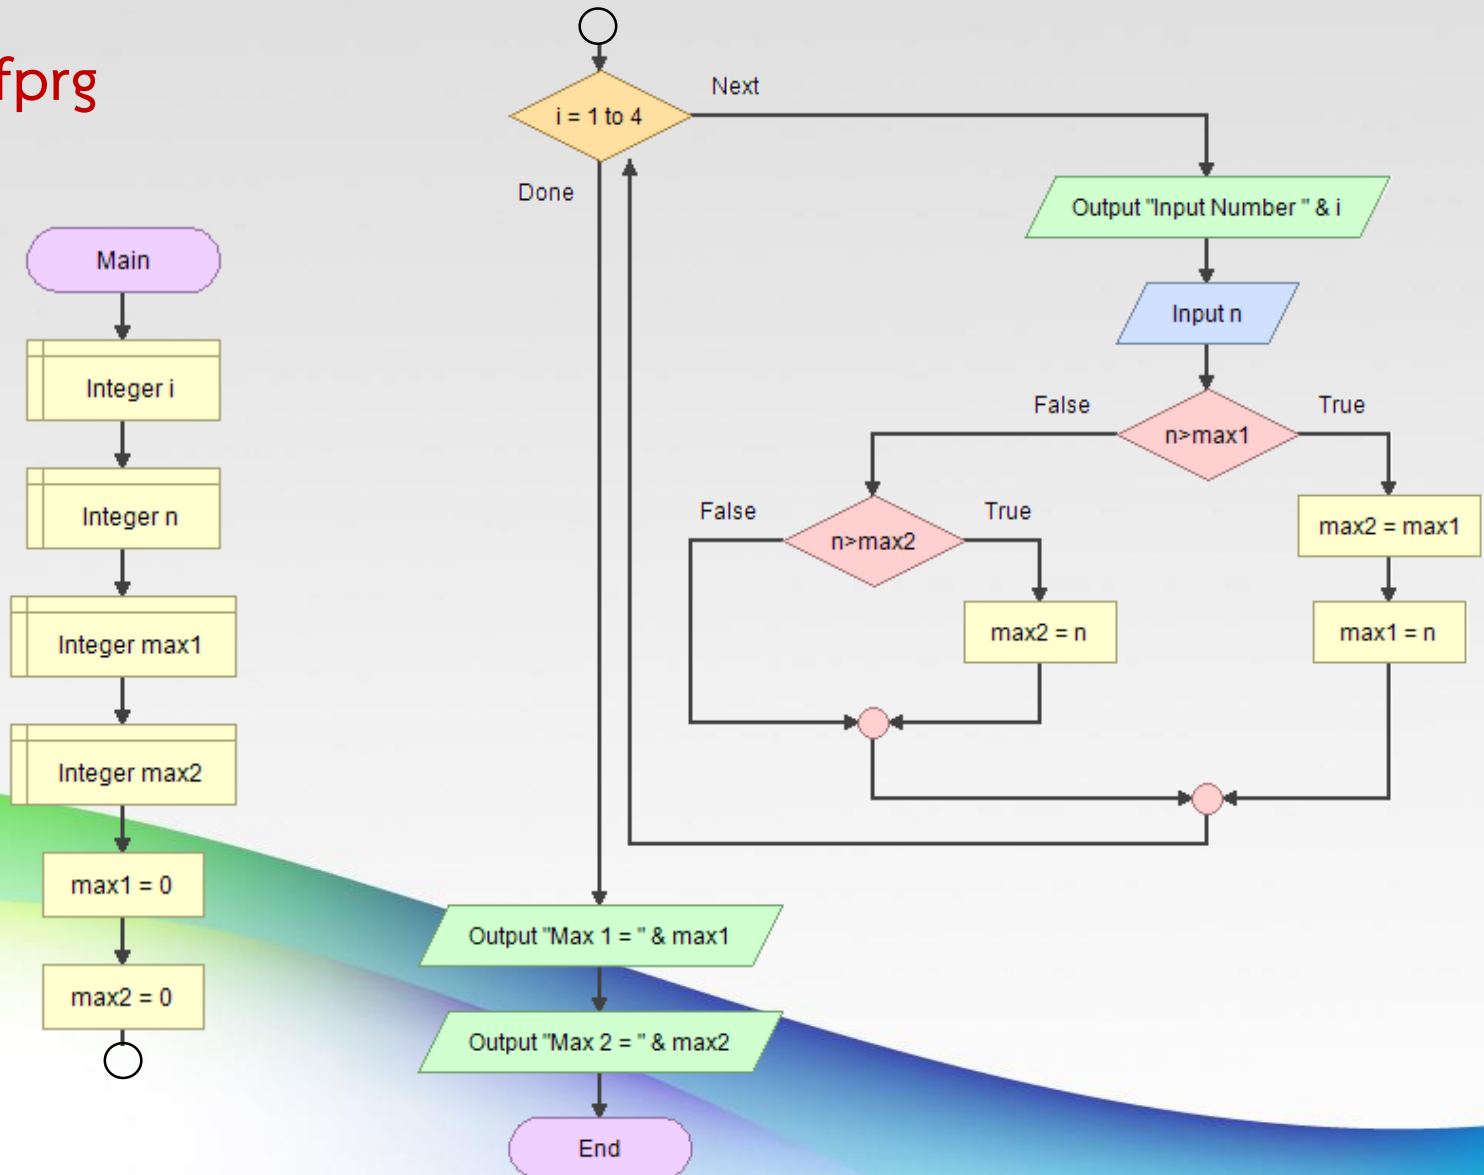 fprg
Main
Integer i
Integer n
Integer max1
Integer max2
max1 = 0
max2 = 0
i = 1 to 4
Next
Done
Output "Input Number " & i
Input n
n>max1
False
True
n>max2
False
True
max2 = n
max2 = max1
max1 = n
Output "Max 1 = " & max1
Output "Max 2 = " & max2
End